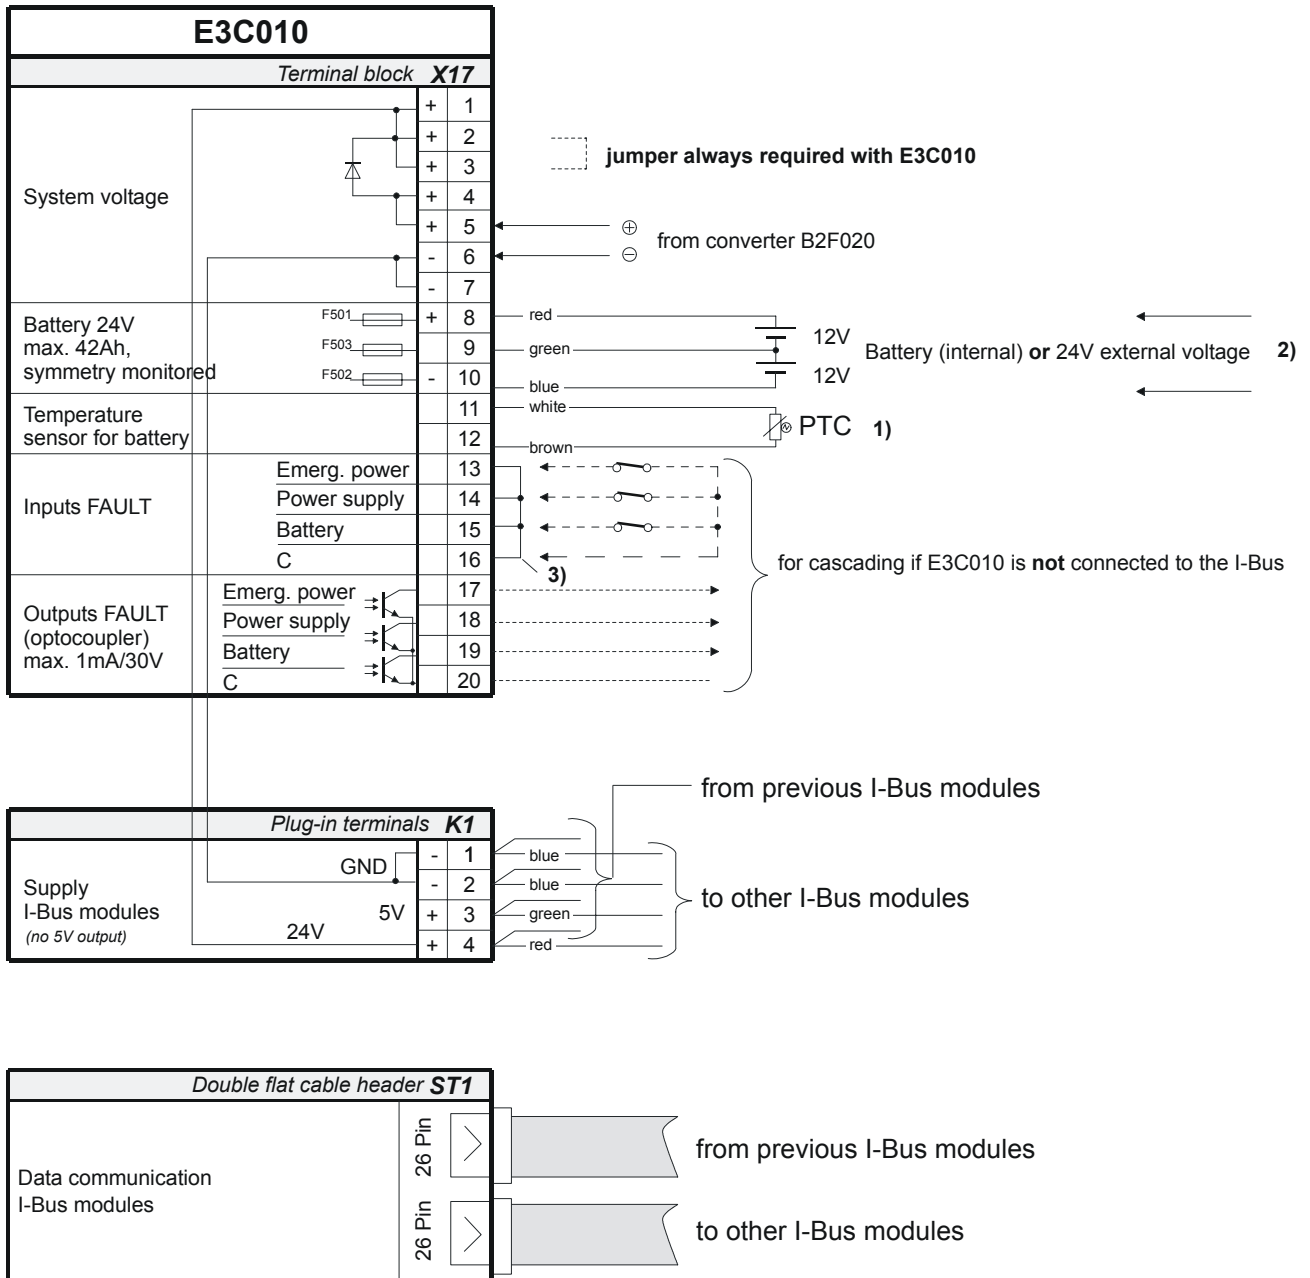 E3C010
Terminal block X17
+ 1
+ 2
+ 3
+ 4
+ 5
- 6
- 7
System voltage
jumper always required with E3C010
⊕
⊖
from converter B2F020
Battery 24V
max. 42Ah,
symmetry monitored
F501 + 8 red
F503 9 green
F502 - 10 blue
12V
12V
Battery (internal) or 24V external voltage 2)
Temperature
sensor for battery
11 white
12 brown
PTC 1)
Inputs FAULT
Emerg. power 13
Power supply 14
Battery 15
C 16
3)
for cascading if E3C010 is not connected to the I-Bus
Outputs FAULT
(optocoupler)
max. 1mA/30V
Emerg. power 17
Power supply 18
Battery 19
C 20
from previous I-Bus modules
Plug-in terminals K1
Supply
I-Bus modules
(no 5V output)
GND - 1 blue
- 2 blue
5V + 3 green
24V + 4 red
to other I-Bus modules
Double flat cable header ST1
Data communication
I-Bus modules
26 Pin
from previous I-Bus modules
26 Pin
to other I-Bus modules